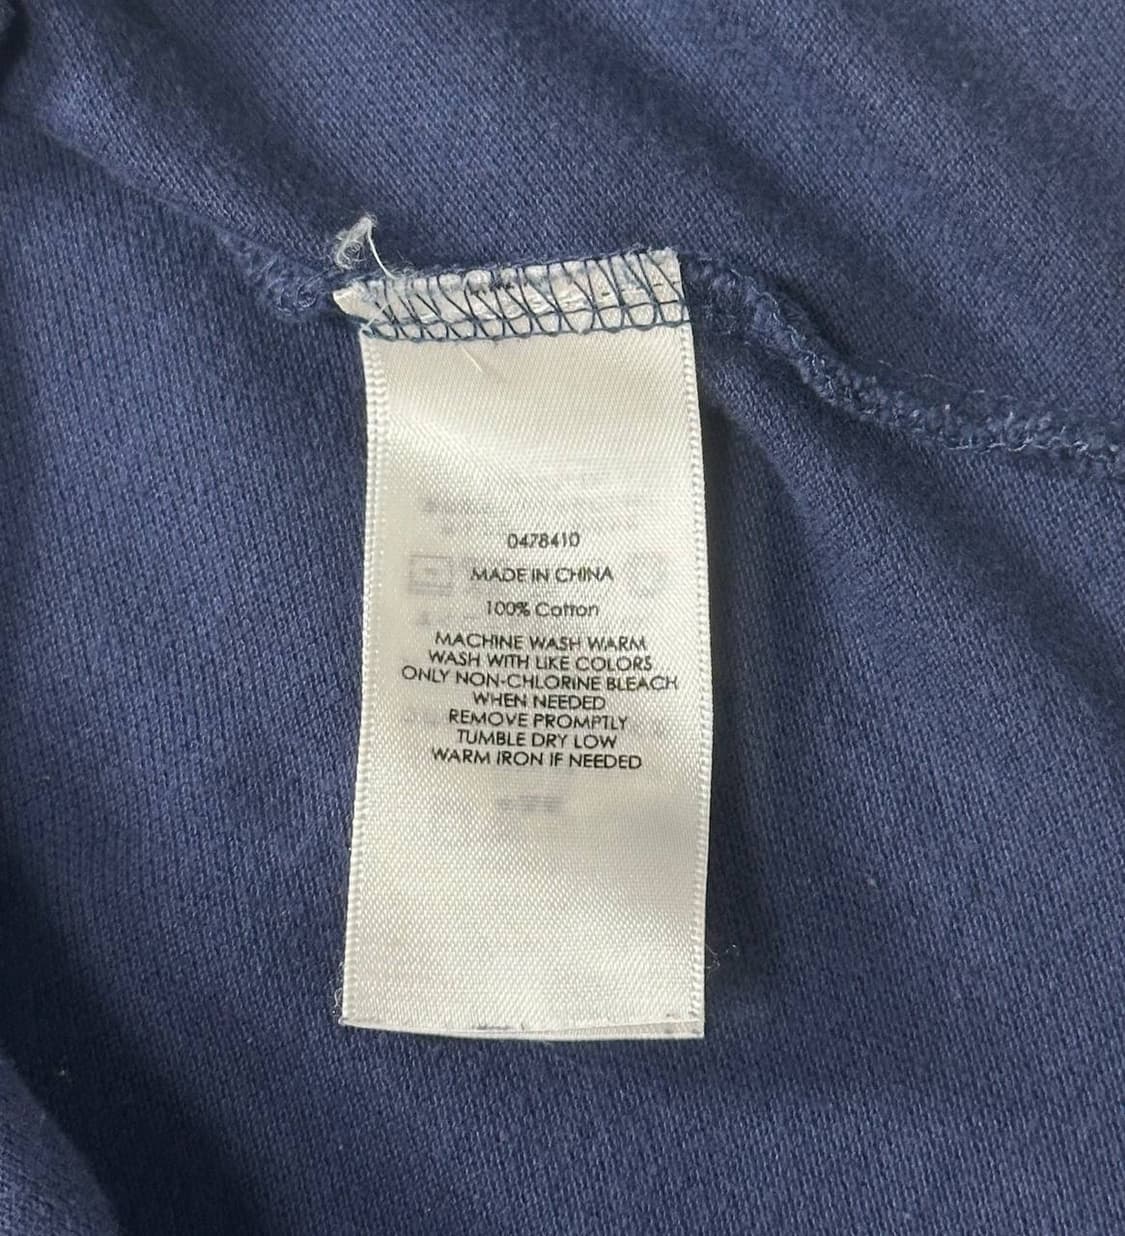 0478410
MADE IN CHINA
100% Cotton
MACHINE WASH WARM
WASH WITH LIKE COLORS
ONLY NON-CHLORINE BLEACH
WHEN NEEDED
REMOVE PROMPTLY
TUMBLE DRY LOW
WARM IRON IF NEEDED